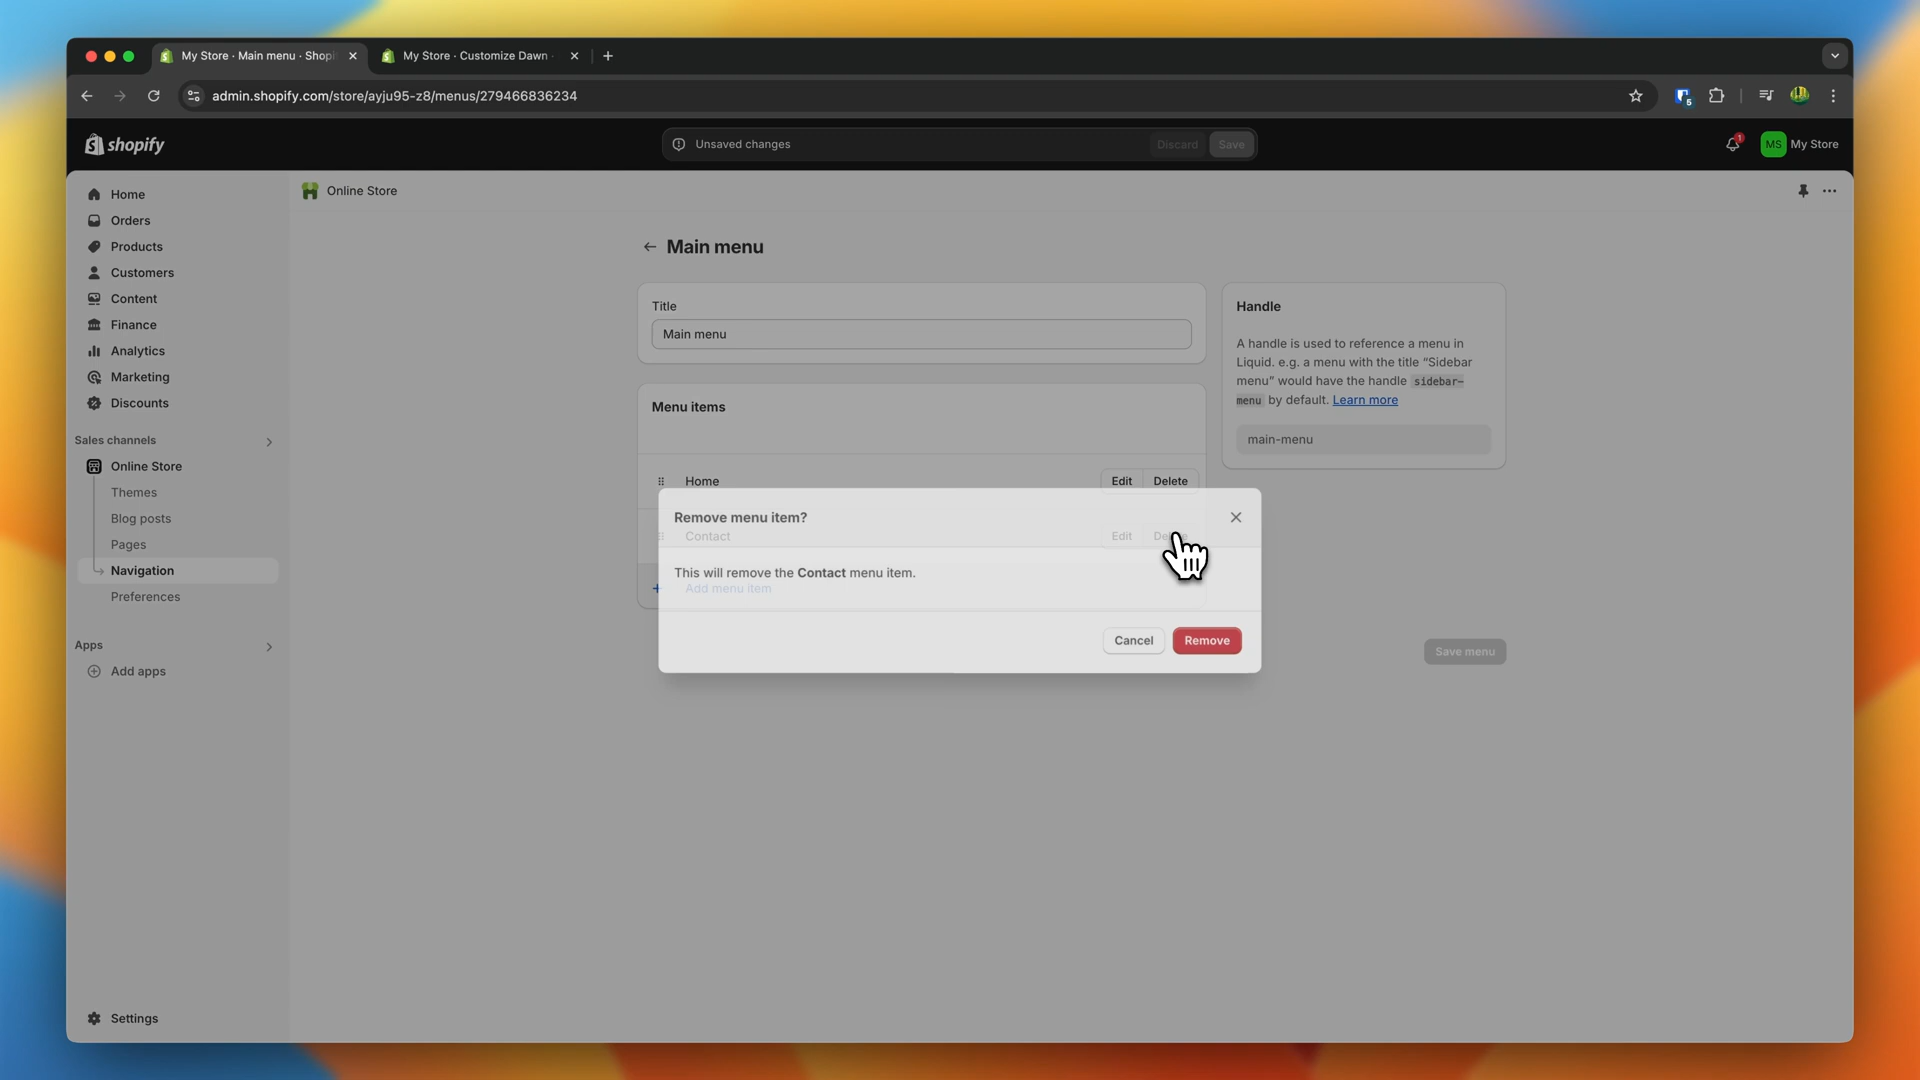 My Store · Main menu · Shopi
My Store · Customize Dawn ·
admin.shopify.com/store/ayju95-z8/menus/279466836234
5
shopify
Unsaved changes
Discard
Save
1
MS
My Store
Home
Orders
Products
Customers
Content
Finance
Analytics
Marketing
Discounts
Sales channels
Online Store
Themes
Blog posts
Pages
Navigation
Preferences
Apps
Add apps
Settings
Online Store
Main menu
Title
Main menu
Menu items
Home
Edit
Delete
Contact
Edit
Add menu item
Remove menu item?
This will remove the Contact menu item.
Cancel
Remove
Handle
A handle is used to reference a menu in
Liquid. e.g. a menu with the title “Sidebar
menu” would have the handle sidebar-
menu by default. Learn more
main-menu
Save menu